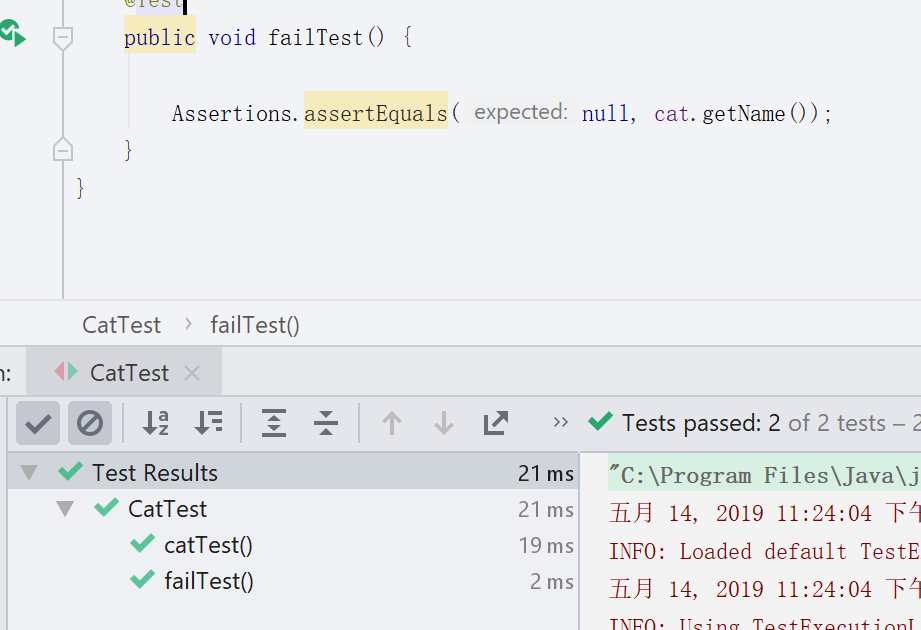 @Test
public void failTest() {
Assertions.assertEquals( expected: null, cat.getName());
}
}
CatTest › failTest()
CatTest
Tests passed: 2 of 2 tests –
Test Results 21 ms
CatTest 21 ms
catTest() 19 ms
failTest() 2 ms
"C:\Program Files\Java\j
五月 14, 2019 11:24:04 下午
INFO: Loaded default TestE
五月 14, 2019 11:24:04 下午
INFO: Using TestExecutionL